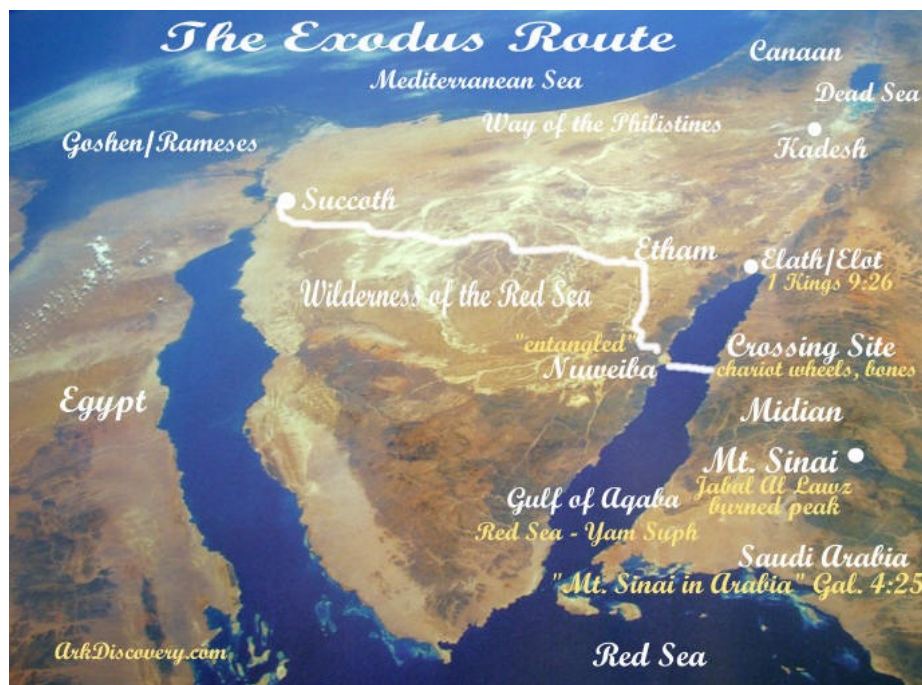 The Exodus Route
Canaan
Mediterranean Sea
Dead Sea
Way of the Philistines
Goshen/Rameses
Kadesh
Succoth
Etham
Elath/Elot
1 Kings 9:26
Wilderness of the Red Sea
"entangled"
Nuweiba
Crossing Site
chariot wheels, bones
Egypt
Midian
Mt. Sinai
Jabal Al Lawz
burned peak
Gulf of Aqaba
Red Sea - Yam Suph
Saudi Arabia
"Mt. Sinai in Arabia" Gal. 4:25
ArkDiscovery.com
Red Sea